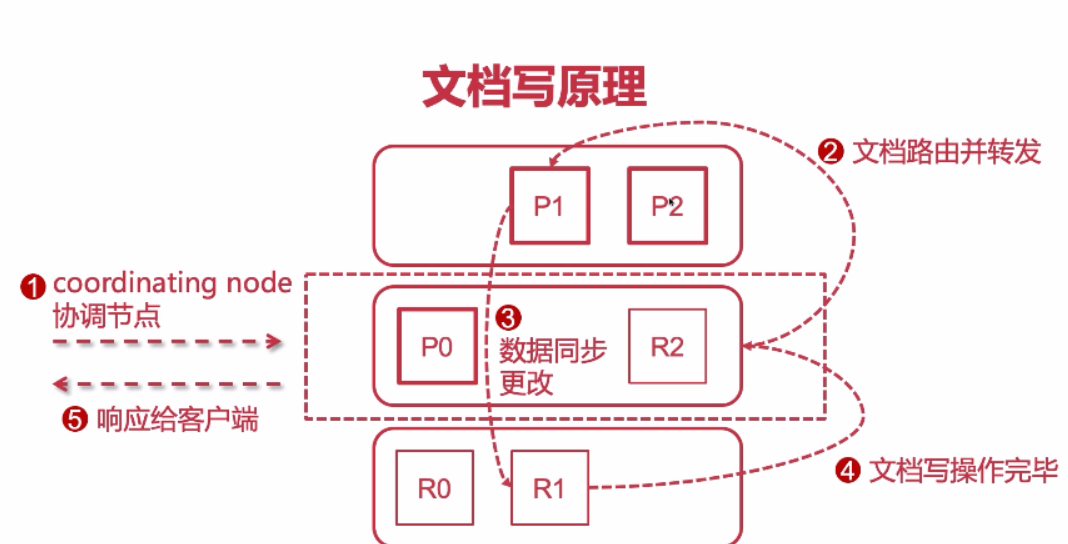 文档写原理
P1
P2
❷ 文档路由并转发
❶ coordinating node
协调节点
P0
❸
数据同步
更改
R2
❺ 响应给客户端
R0
R1
❹ 文档写操作完毕